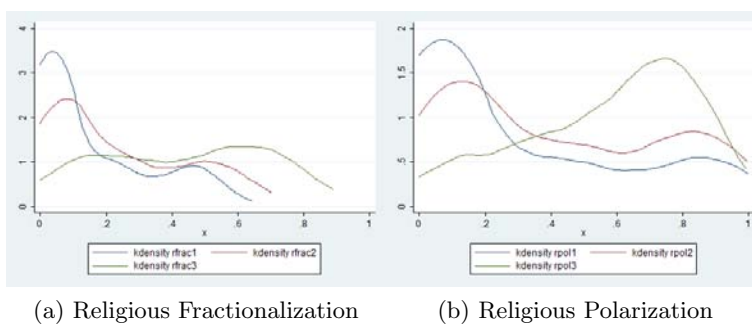 4
3
2
1
0
0
.2
.4
.6
.8
1
x
kdensity rfrac1
kdensity rfrac2
kdensity rfrac3
2
1.5
1
.5
0
0
.2
.4
.6
.8
1
x
kdensity rpol1
kdensity rpol2
kdensity rpol3
(a) Religious Fractionalization
(b) Religious Polarization